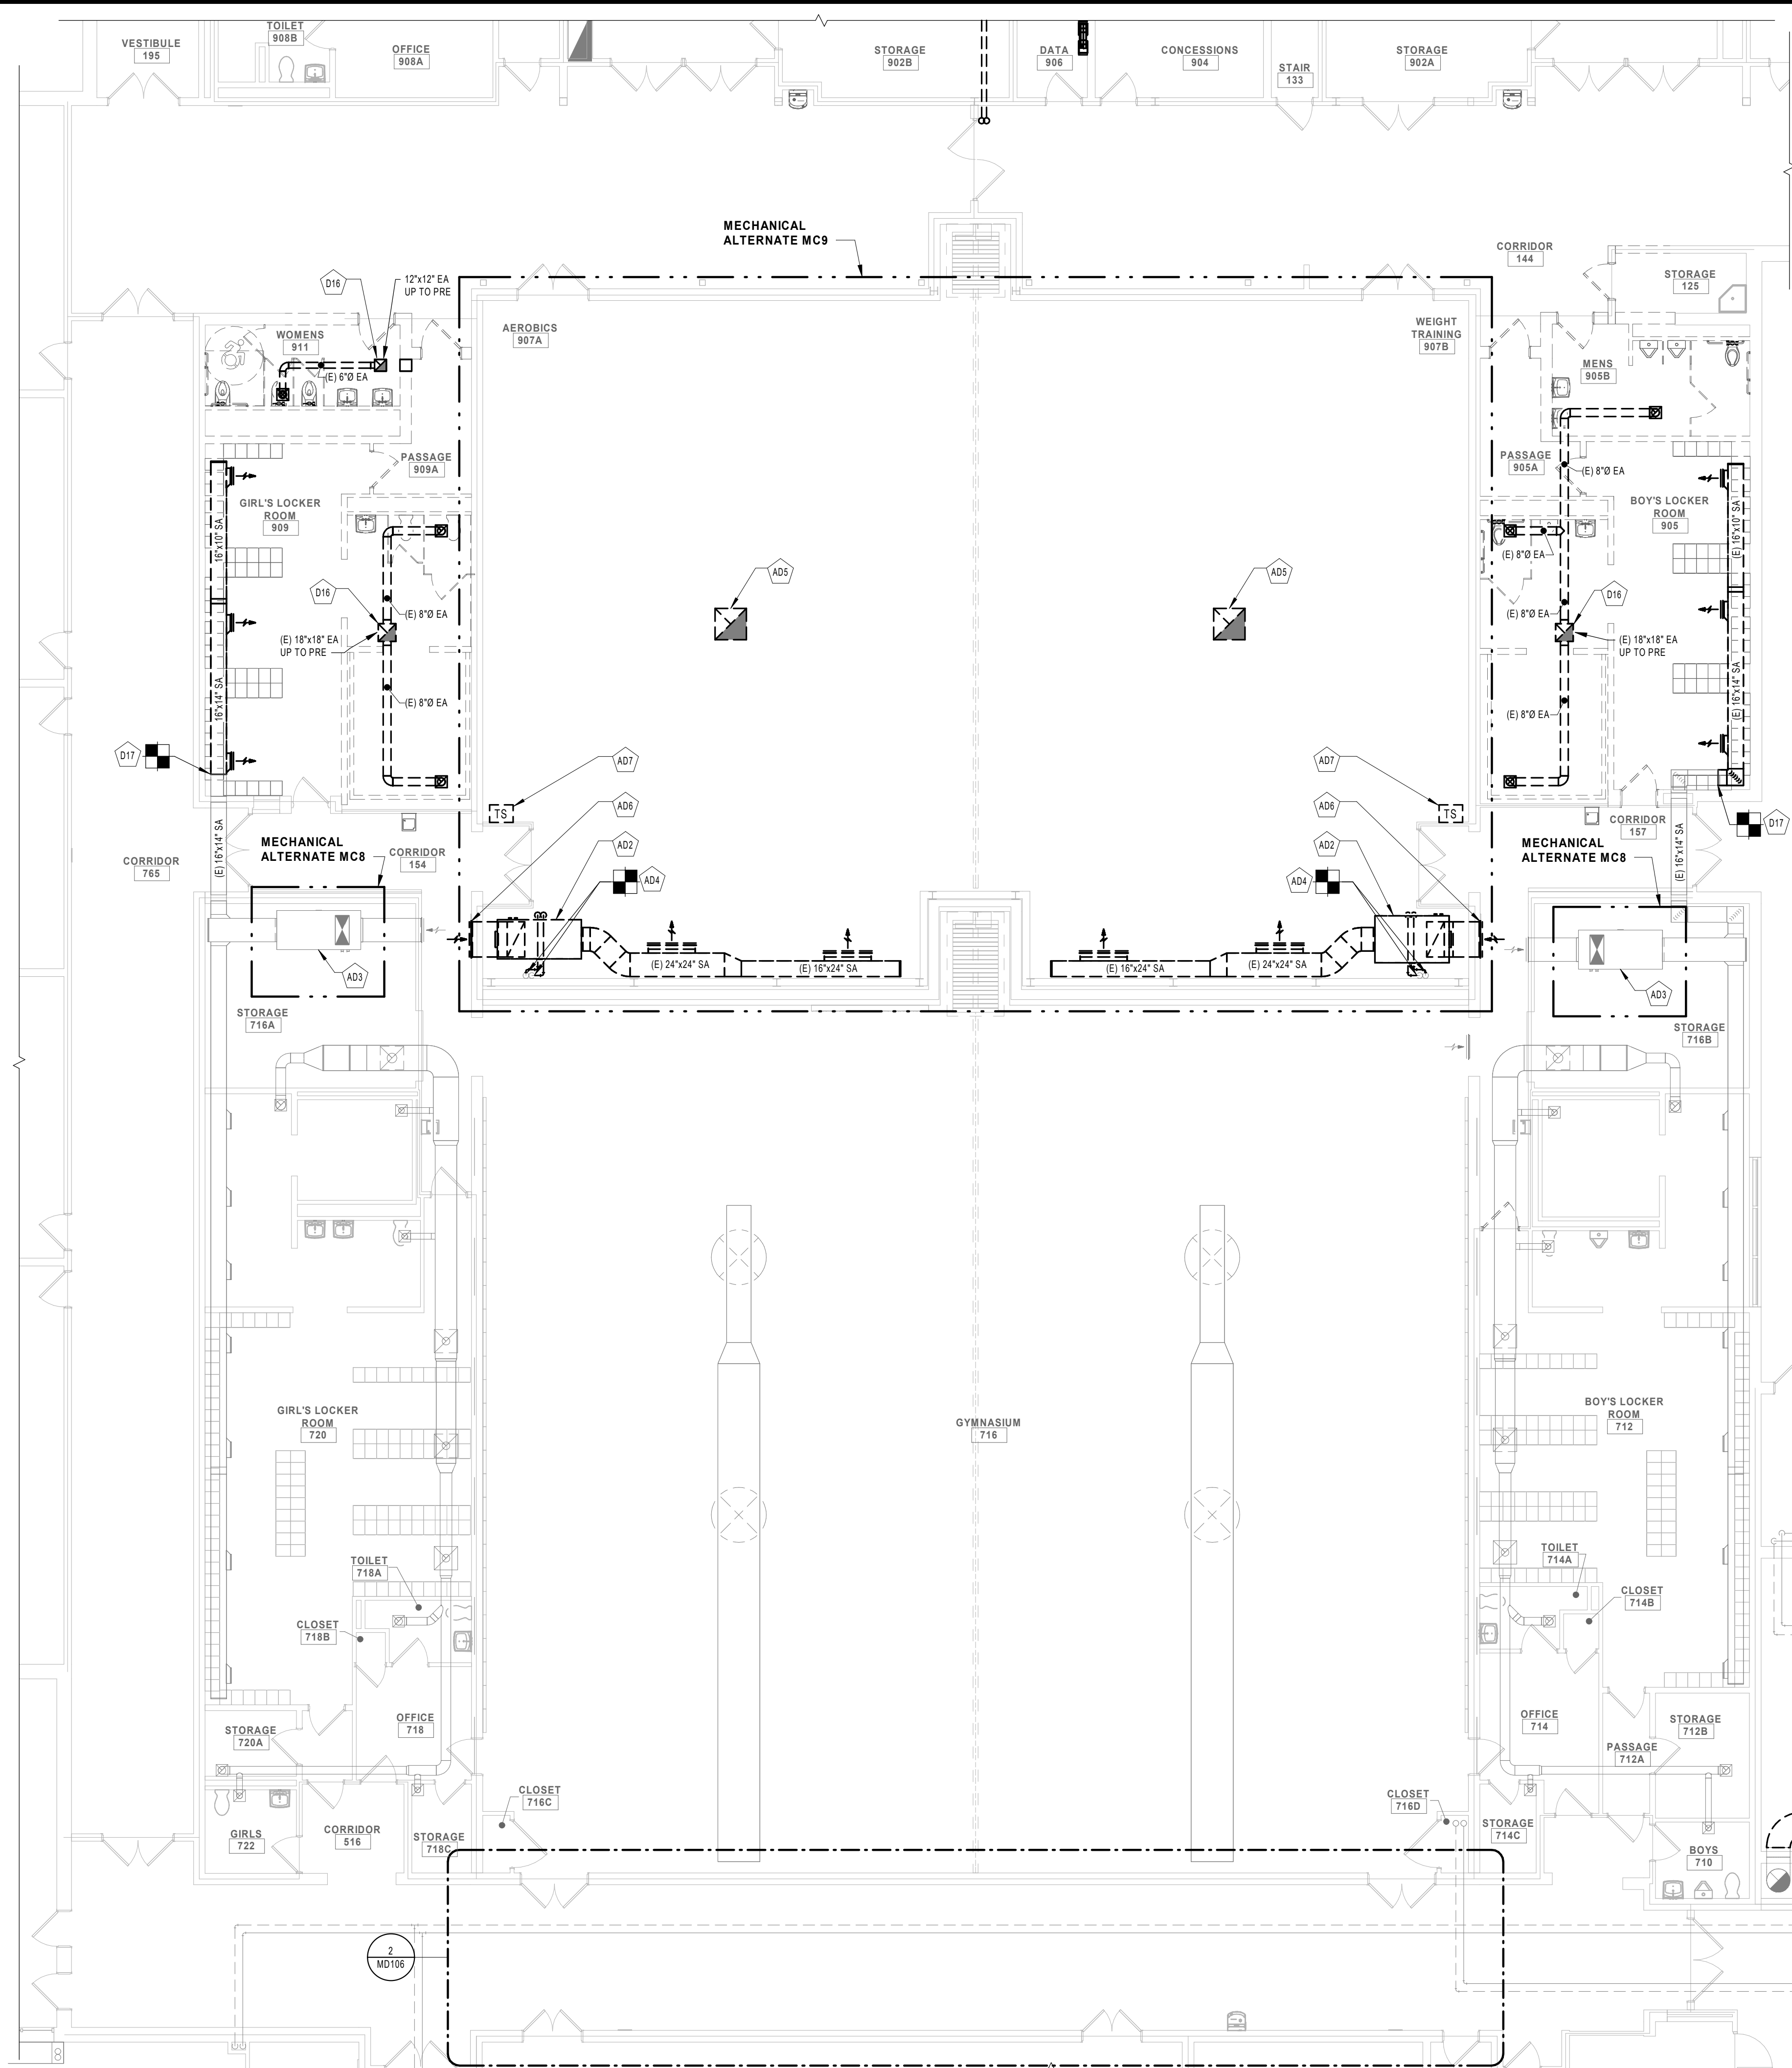 VESTIBULE
195
TOILET
908B
OFFICE
908A
STORAGE
902B
DATA
906
CONCESSIONS
904
STAIR
133
STORAGE
902A
MECHANICAL
ALTERNATE MC9
CORRIDOR
144
STORAGE
125
D16
12"x12" EA
UP TO PRE
WOMENS
911
(E) 6"Ø EA
AEROBICS
907A
WEIGHT
TRAINING
907B
MENS
905B
PASSAGE
909A
PASSAGE
905A
(E) 8"Ø EA
GIRL'S LOCKER
ROOM
909
BOY'S LOCKER
ROOM
905
16"x10" SA
(E) 16"x10" SA
(E) 8"Ø EA
AD5
AD5
D16
(E) 8"Ø EA
(E) 18"x18" EA
UP TO PRE
(E) 8"Ø EA
D16
(E) 18"x18" EA
UP TO PRE
16"x14" SA
(E) 16"x14" SA
(E) 8"Ø EA
(E) 8"Ø EA
D17
AD7
AD7
TS
TS
AD6
AD6
D17
CORRIDOR
765
(E) 16"x14" SA
MECHANICAL
ALTERNATE MC8
CORRIDOR
154
AD2
AD2
AD4
AD4
CORRIDOR
157
MECHANICAL
ALTERNATE MC8
(E) 16"x14" SA
AD3
(E) 24"x24" SA
(E) 16"x24" SA
(E) 16"x24" SA
(E) 24"x24" SA
AD3
STORAGE
716A
STORAGE
716B
GIRL'S LOCKER
ROOM
720
GYMNASIUM
716
BOY'S LOCKER
ROOM
712
TOILET
718A
CLOSET
718B
TOILET
714A
CLOSET
714B
STORAGE
720A
OFFICE
718
OFFICE
714
STORAGE
712B
PASSAGE
712A
CLOSET
716C
CLOSET
716D
GIRLS
722
CORRIDOR
516
STORAGE
718C
STORAGE
714C
BOYS
710
2
MD106